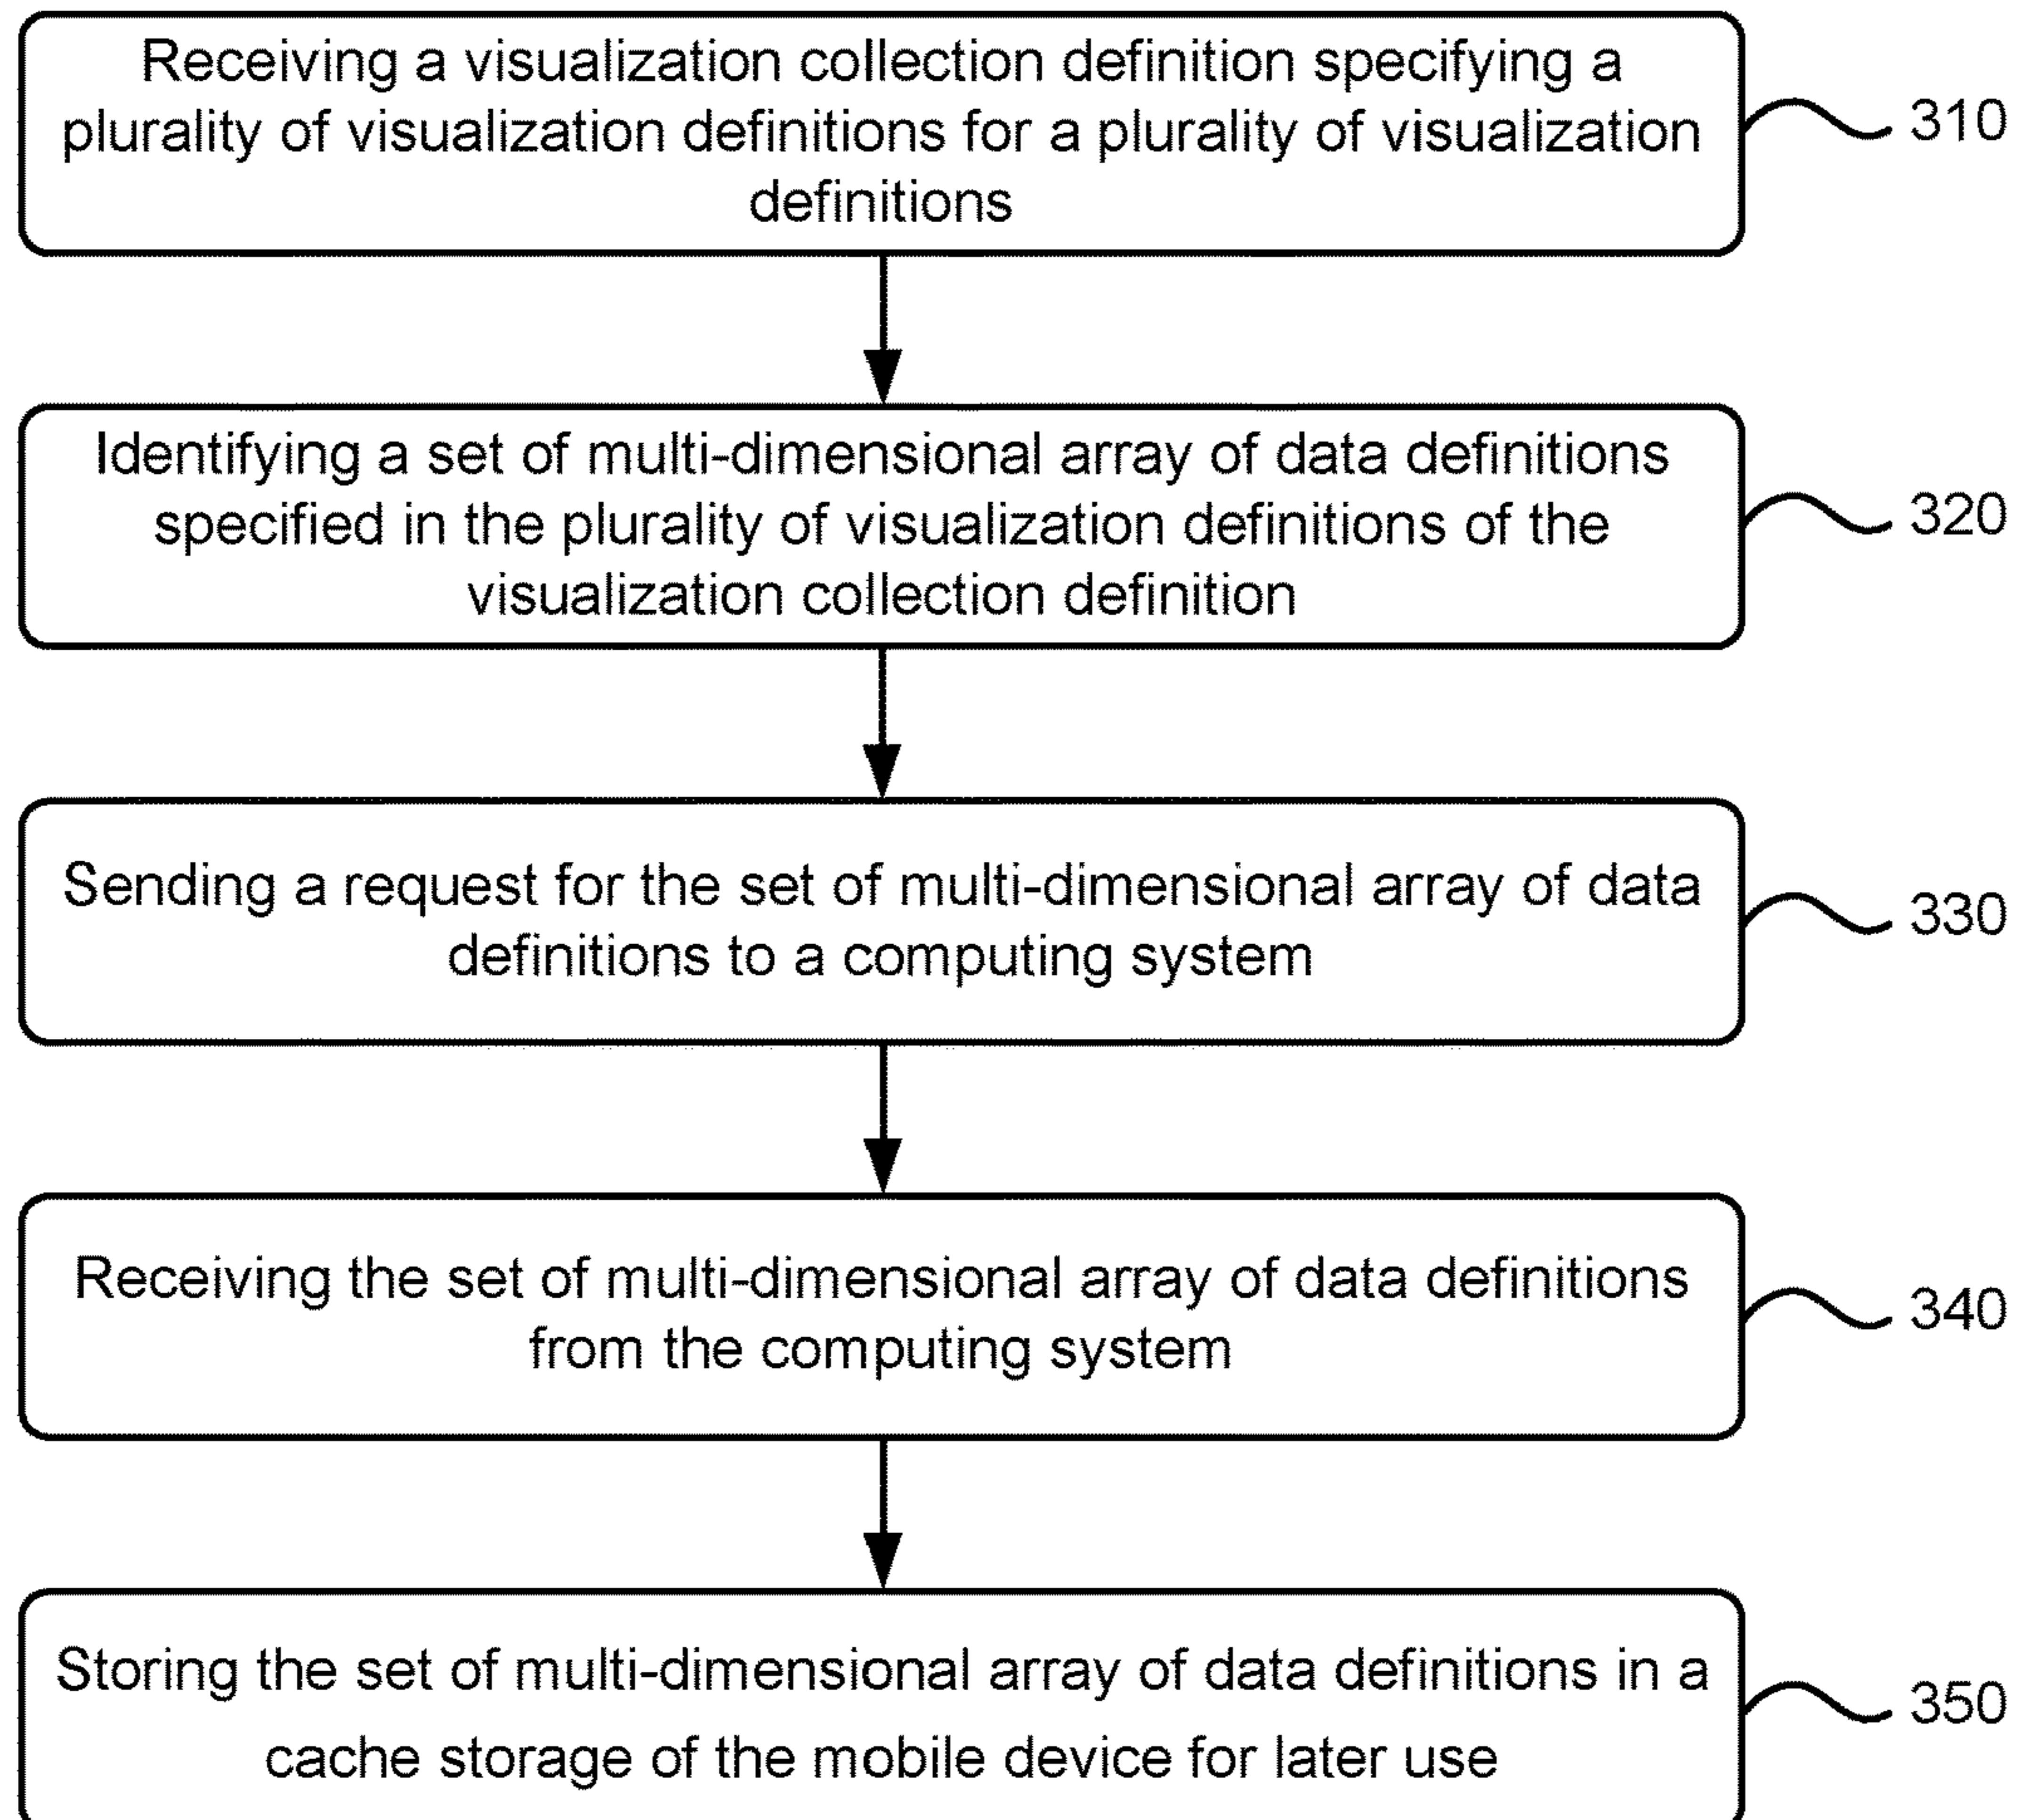 Receiving a visualization collection definition specifying a
plurality of visualization definitions for a plurality of visualization
definitions
310
Identifying a set of multi-dimensional array of data definitions
specified in the plurality of visualization definitions of the
visualization collection definition
320
Sending a request for the set of multi-dimensional array of data
definitions to a computing system
330
Receiving the set of multi-dimensional array of data definitions
from the computing system
340
Storing the set of multi-dimensional array of data definitions in a
cache storage of the mobile device for later use
350